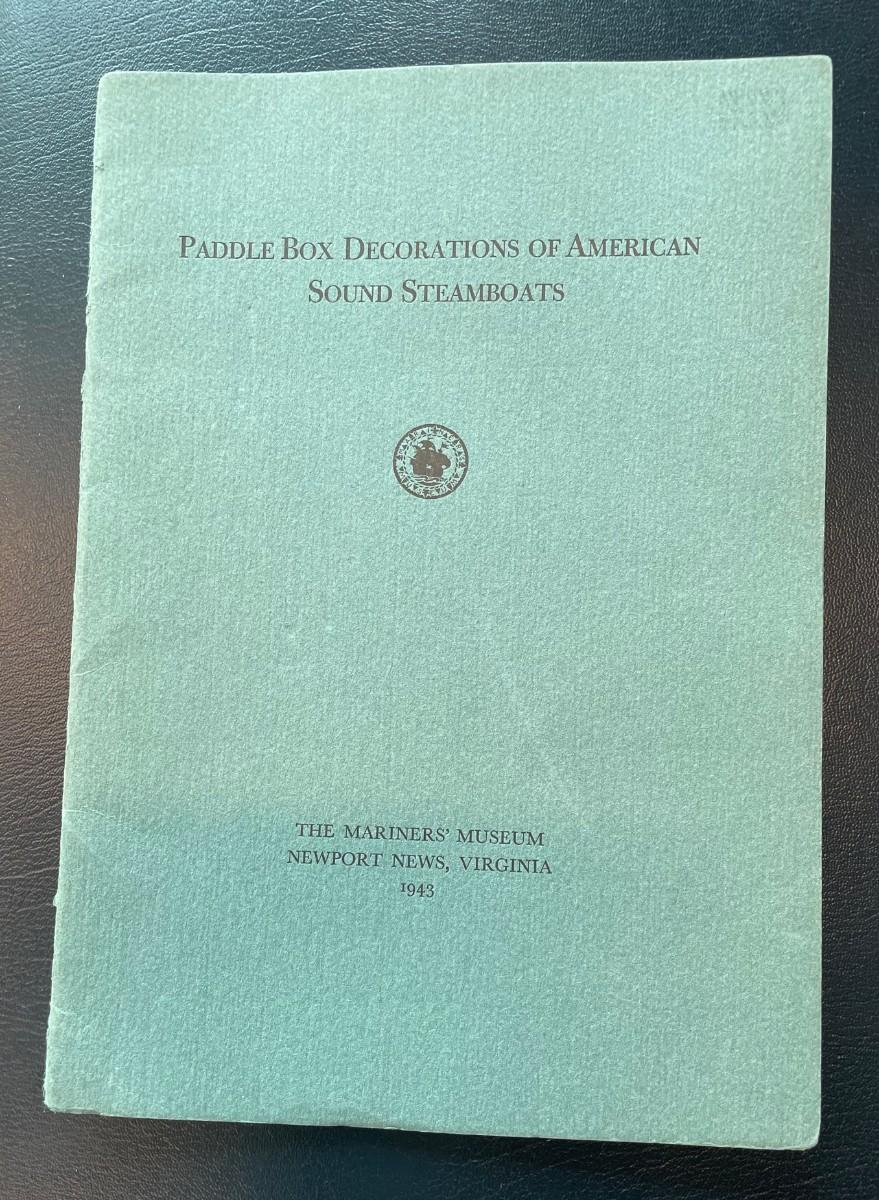 PADDLE BOX DECORATIONS OF AMERICAN
SOUND STEAMBOATS
THE MARINERS' MUSEUM
NEWPORT NEWS, VIRGINIA
1943